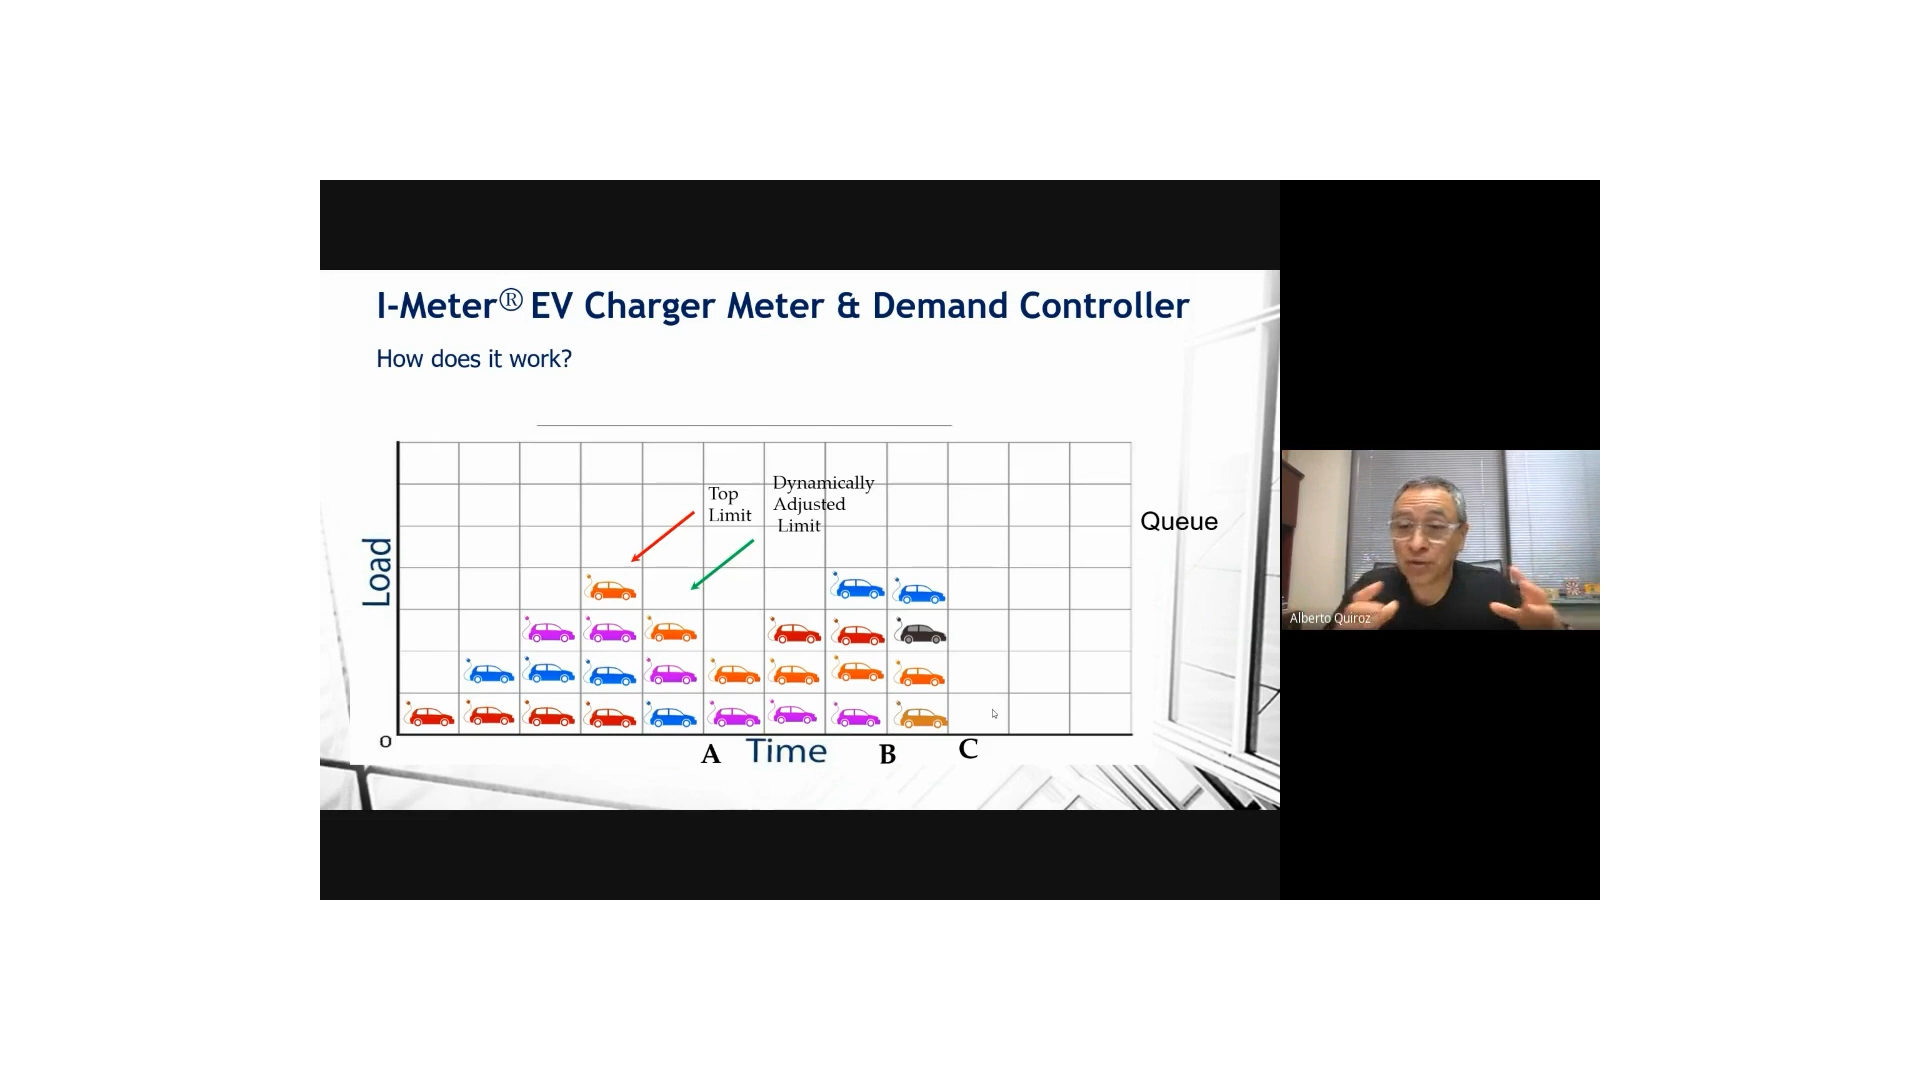 I-Meter® EV Charger Meter & Demand Controller
How does it work?
Top
Limit
Dynamically
Adjusted
Limit
Queue
Load
Alberto Quiroz
0
A
Time
B
C